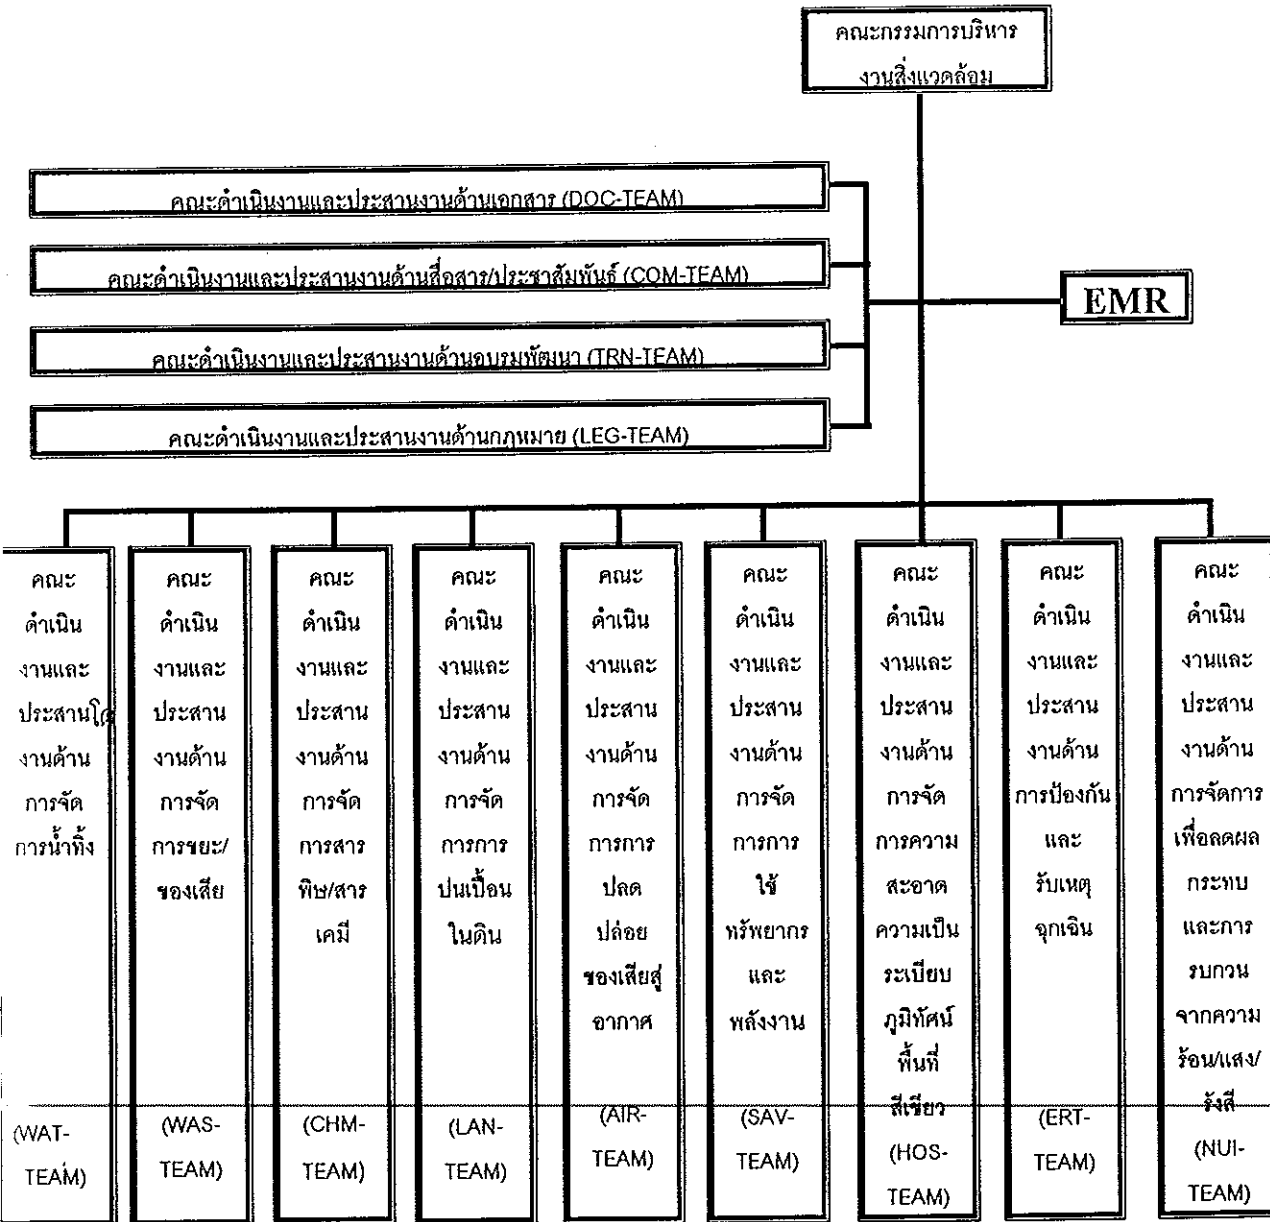 คณะกรรมการบริหาร
งานสิ่งแวดล้อม
คณะดำเนินงานและประสานงานด้านเอกสาร (DOC-TEAM)
คณะดำเนินงานและประสานงานด้านสื่อสาร/ประชาสัมพันธ์ (COM-TEAM)
EMR
คณะดำเนินงานและประสานงานด้านอบรมพัฒนา (TRN-TEAM)
คณะดำเนินงานและประสานงานด้านกฎหมาย (LEG-TEAM)
คณะ
ดำเนิน
งานและ
ประสาน
งานด้าน
การจัด
การน้ำทิ้ง
(WAT-
TEAM)
คณะ
ดำเนิน
งานและ
ประสาน
งานด้าน
การจัด
การขยะ/
ของเสีย
(WAS-
TEAM)
คณะ
ดำเนิน
งานและ
ประสาน
งานด้าน
การจัด
การสาร
พิษ/สาร
เคมี
(CHM-
TEAM)
คณะ
ดำเนิน
งานและ
ประสาน
งานด้าน
การจัด
การการ
ปนเปื้อน
ในดิน
(LAN-
TEAM)
คณะ
ดำเนิน
งานและ
ประสาน
งานด้าน
การจัด
การการ
ปลด
ปล่อย
ของเสียสู่
อากาศ
(AIR-
TEAM)
คณะ
ดำเนิน
งานและ
ประสาน
งานด้าน
การจัด
การการ
ใช้
ทรัพยากร
และ
พลังงาน
(SAV-
TEAM)
คณะ
ดำเนิน
งานและ
ประสาน
งานด้าน
การจัด
การความ
สะอาด
ความเป็น
ระเบียบ
ภูมิทัศน์
พื้นที่
สีเขียว
(HOS-
TEAM)
คณะ
ดำเนิน
งานและ
ประสาน
งานด้าน
การป้องกัน
และ
รับเหตุ
ฉุกเฉิน
(ERT-
TEAM)
คณะ
ดำเนิน
งานและ
ประสาน
งานด้าน
การจัดการ
เพื่อลดผล
กระทบ
และการ
รบกวน
จากความ
ร้อน/แสง/
รังสี
(NUI-
TEAM)